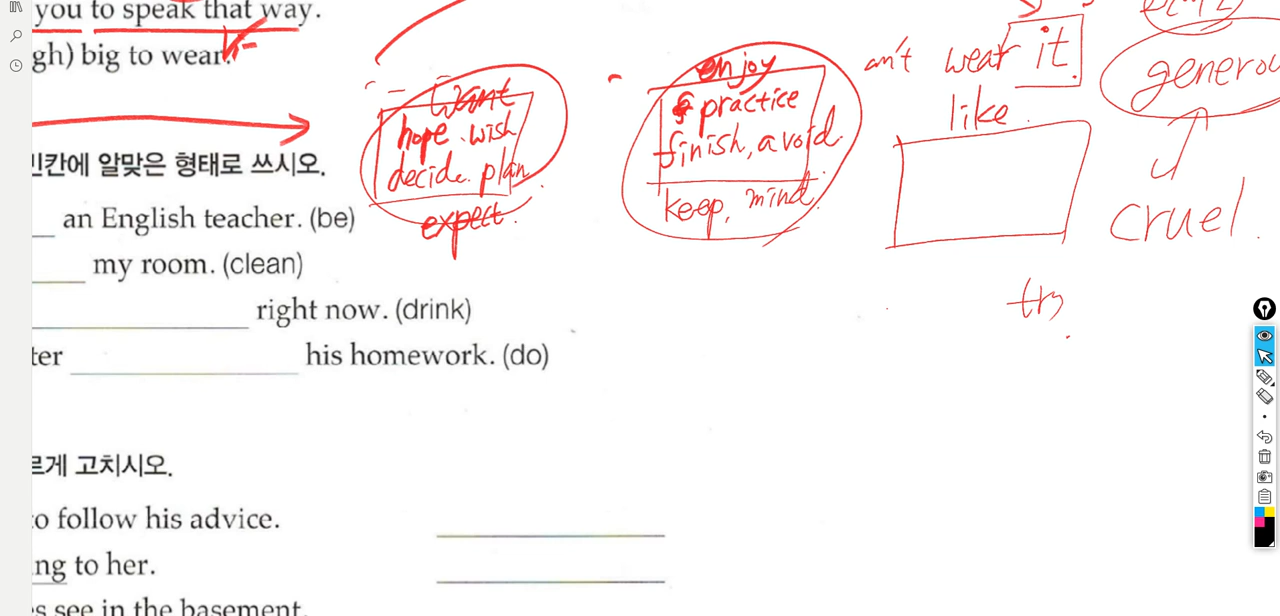 you to speak that way.
gh) big to wear.
want
hope. wish
decide. plan
expect.
enjoy
practice
finish, avoid
keep, mind.
an't wear it.
like.
generou
cruel.
try
빈칸에 알맞은 형태로 쓰시오.
an English teacher. (be)
my room. (clean)
right now. (drink)
ter his homework. (do)
르게 고치시오.
to follow his advice.
ng to her.
s see in the basement.